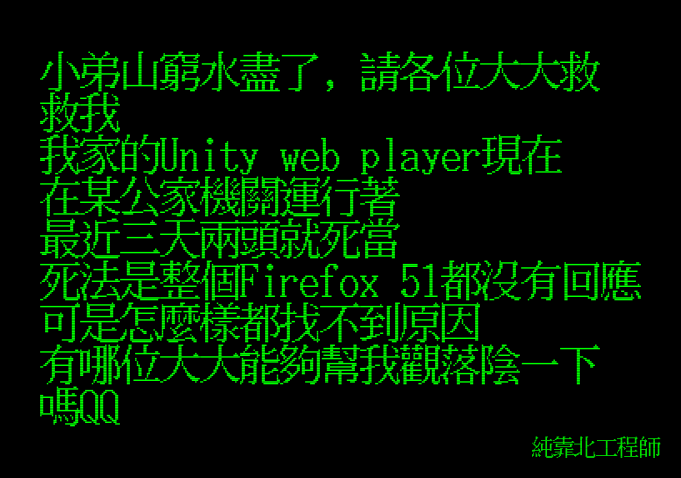 小弟山窮水盡了，請各位大大救
救我
我家的Unity web player現在
在某公家機關運行著
最近三天兩頭就死當
死法是整個Firefox 51都沒有回應
可是怎麼樣都找不到原因
有哪位大大能夠幫我觀落陰一下
嗎QQ
純靠北工程師